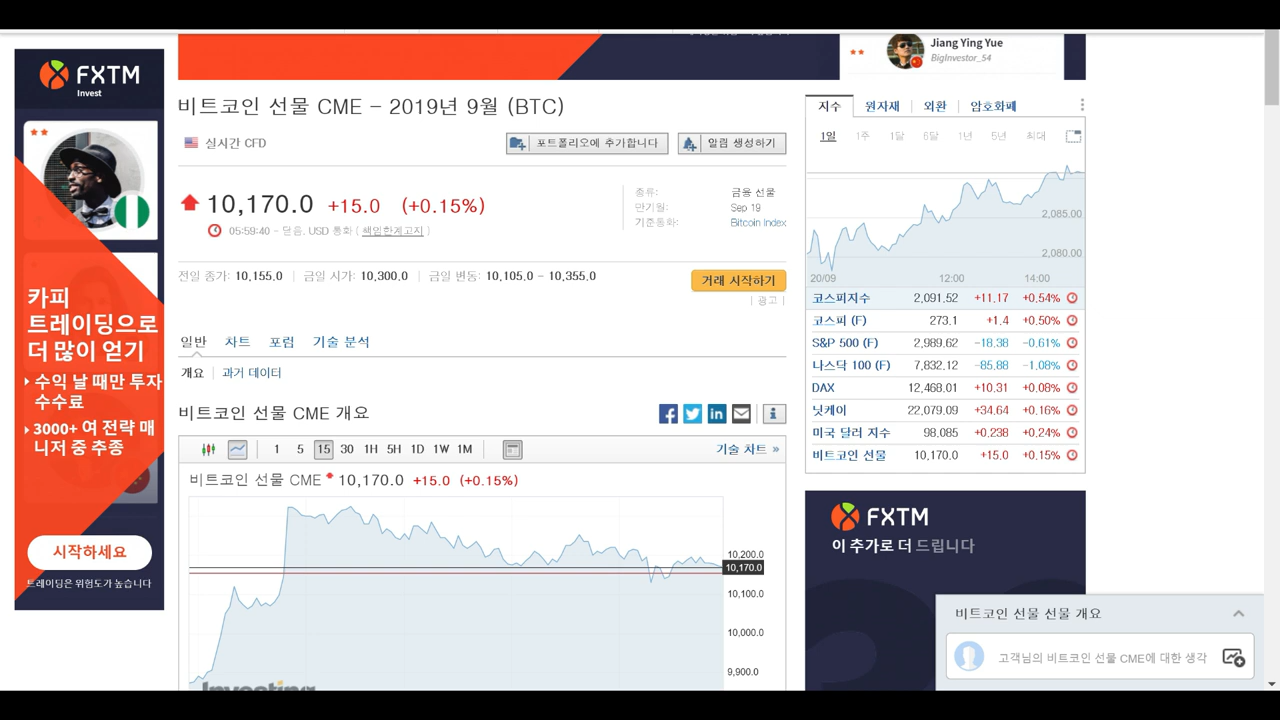 FXTM
Invest
카피
트레이딩으로
더 많이 얻기
수익 날 때만 투자
수수료
3000+ 여 전략 매
니저 중 추종
시작하세요
트레이딩은 위험도가 높습니다
Jiang Ying Yue
BigInvestor_54
비트코인 선물 CME - 2019년 9월 (BTC)
실시간 CFD
포트폴리오에 추가합니다
알림 생성하기
10,170.0 +15.0 (+0.15%)
05:59:40 - 닫음. USD 통화 ( 책임한계고지 )
종류: 금융 선물
만기월: Sep 19
기준통화: Bitcoin Index
전일 종가: 10,155.0 | 금일 시가: 10,300.0 | 금일 변동: 10,105.0 - 10,355.0
거래 시작하기
| 광고 |
일반 차트 포럼 기술 분석
개요 | 과거 데이터
비트코인 선물 CME 개요
1 5 15 30 1H 5H 1D 1W 1M
기술 차트 »
비트코인 선물 CME 10,170.0 +15.0 (+0.15%)
10,200.0
10,170.0
10,100.0
10,000.0
9,900.0
Investing
지수 원자재 외환 암호화폐
1일 1주 1달 6달 1년 5년 최대
2,085.00
2,080.00
20/09 12:00 14:00
코스피지수 2,091.52 +11.17 +0.54%
코스피 (F) 273.1 +1.4 +0.50%
S&P 500 (F) 2,989.62 -18.38 -0.61%
나스닥 100 (F) 7,832.12 -85.88 -1.08%
DAX 12,468.01 +10.31 +0.08%
닛케이 22,079.09 +34.64 +0.16%
미국 달러 지수 98.085 +0.238 +0.24%
비트코인 선물 10,170.0 +15.0 +0.15%
FXTM
이 추가로 더 드립니다
비트코인 선물 선물 개요
고객님의 비트코인 선물 CME에 대한 생각